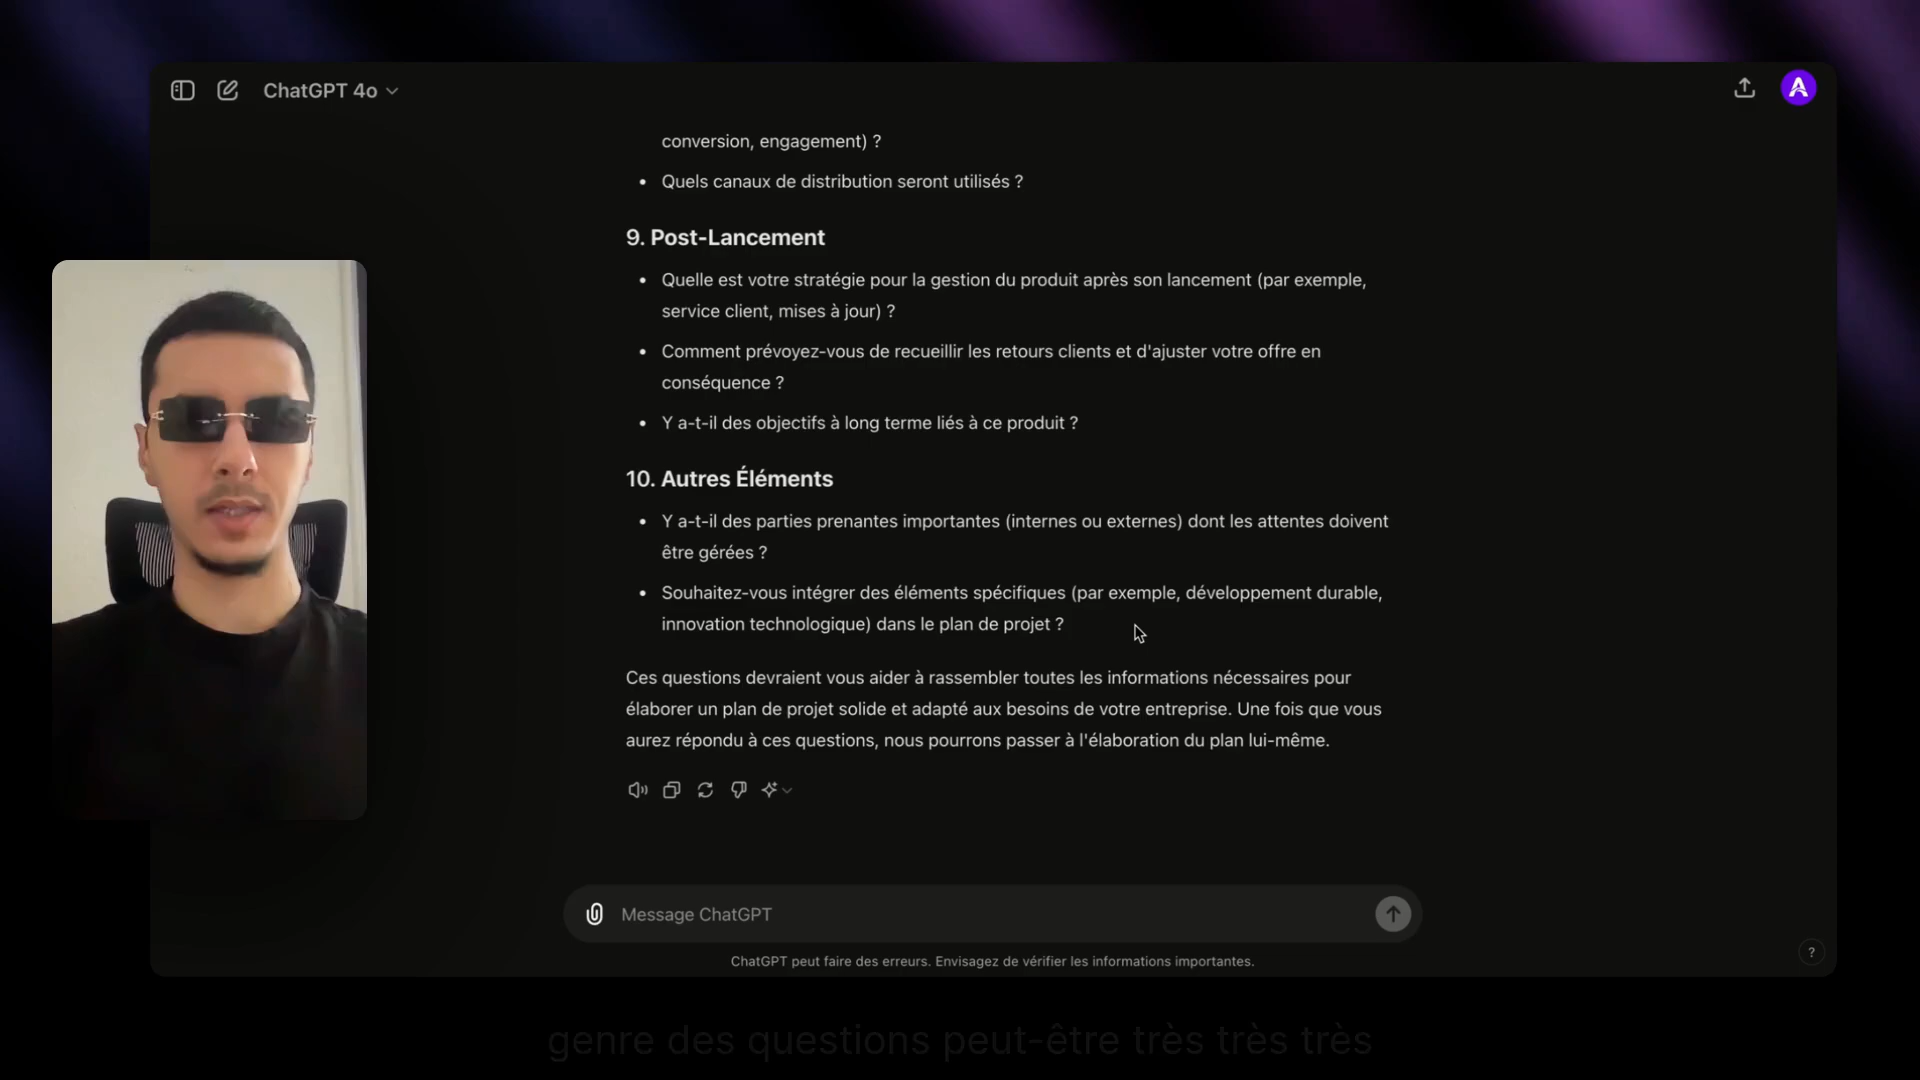 ChatGPT 4o
conversion, engagement) ?
• Quels canaux de distribution seront utilisés ?
9. Post-Lancement
• Quelle est votre stratégie pour la gestion du produit après son lancement (par exemple,
service client, mises à jour) ?
• Comment prévoyez-vous de recueillir les retours clients et d'ajuster votre offre en
conséquence ?
• Y a-t-il des objectifs à long terme liés à ce produit ?
10. Autres Éléments
• Y a-t-il des parties prenantes importantes (internes ou externes) dont les attentes doivent
être gérées ?
• Souhaitez-vous intégrer des éléments spécifiques (par exemple, développement durable,
innovation technologique) dans le plan de projet ?
Ces questions devraient vous aider à rassembler toutes les informations nécessaires pour
élaborer un plan de projet solide et adapté aux besoins de votre entreprise. Une fois que vous
aurez répondu à ces questions, nous pourrons passer à l'élaboration du plan lui-même.
Message ChatGPT
ChatGPT peut faire des erreurs. Envisagez de vérifier les informations importantes.
?
genre des questions peut-être très très très